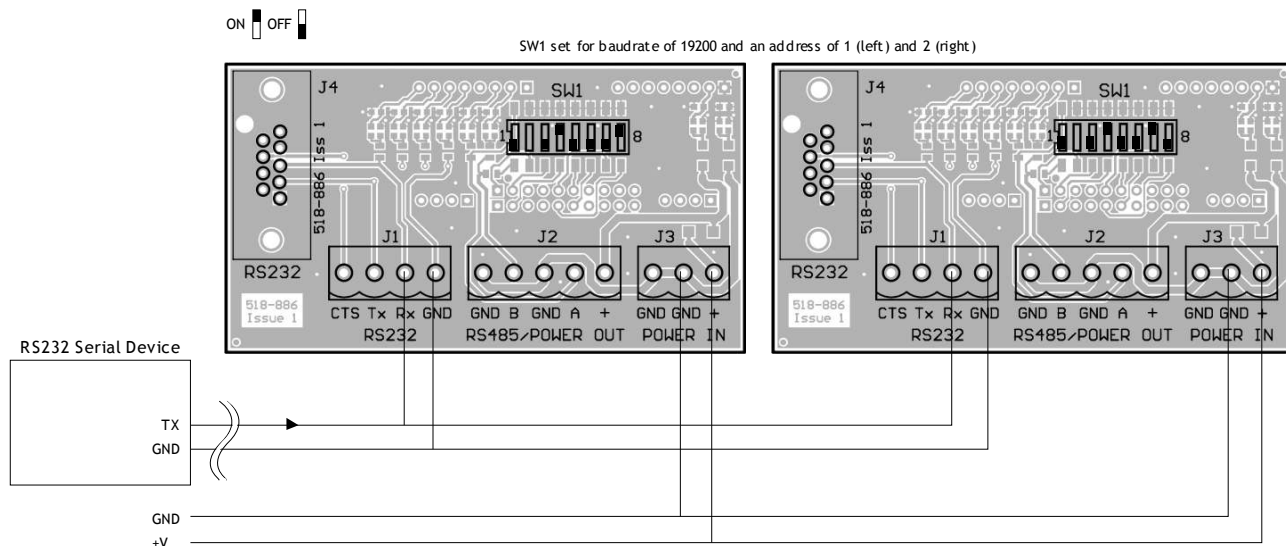 ON OFF
SW1 set for baudrate of 19200 and an address of 1 (left) and 2 (right)
J4
SW1
1 8
518-886 Iss 1
J1 J2 J3
RS232
518-886
Issue 1
CTS Tx Rx GND GND B GND A + GND GND +
RS232 RS485/POWER OUT POWER IN
J4
SW1
1 8
518-886 Iss 1
J1 J2 J3
RS232
518-886
Issue 1
CTS Tx Rx GND GND B GND A + GND GND +
RS232 RS485/POWER OUT POWER IN
RS232 Serial Device
TX
GND
GND
+V